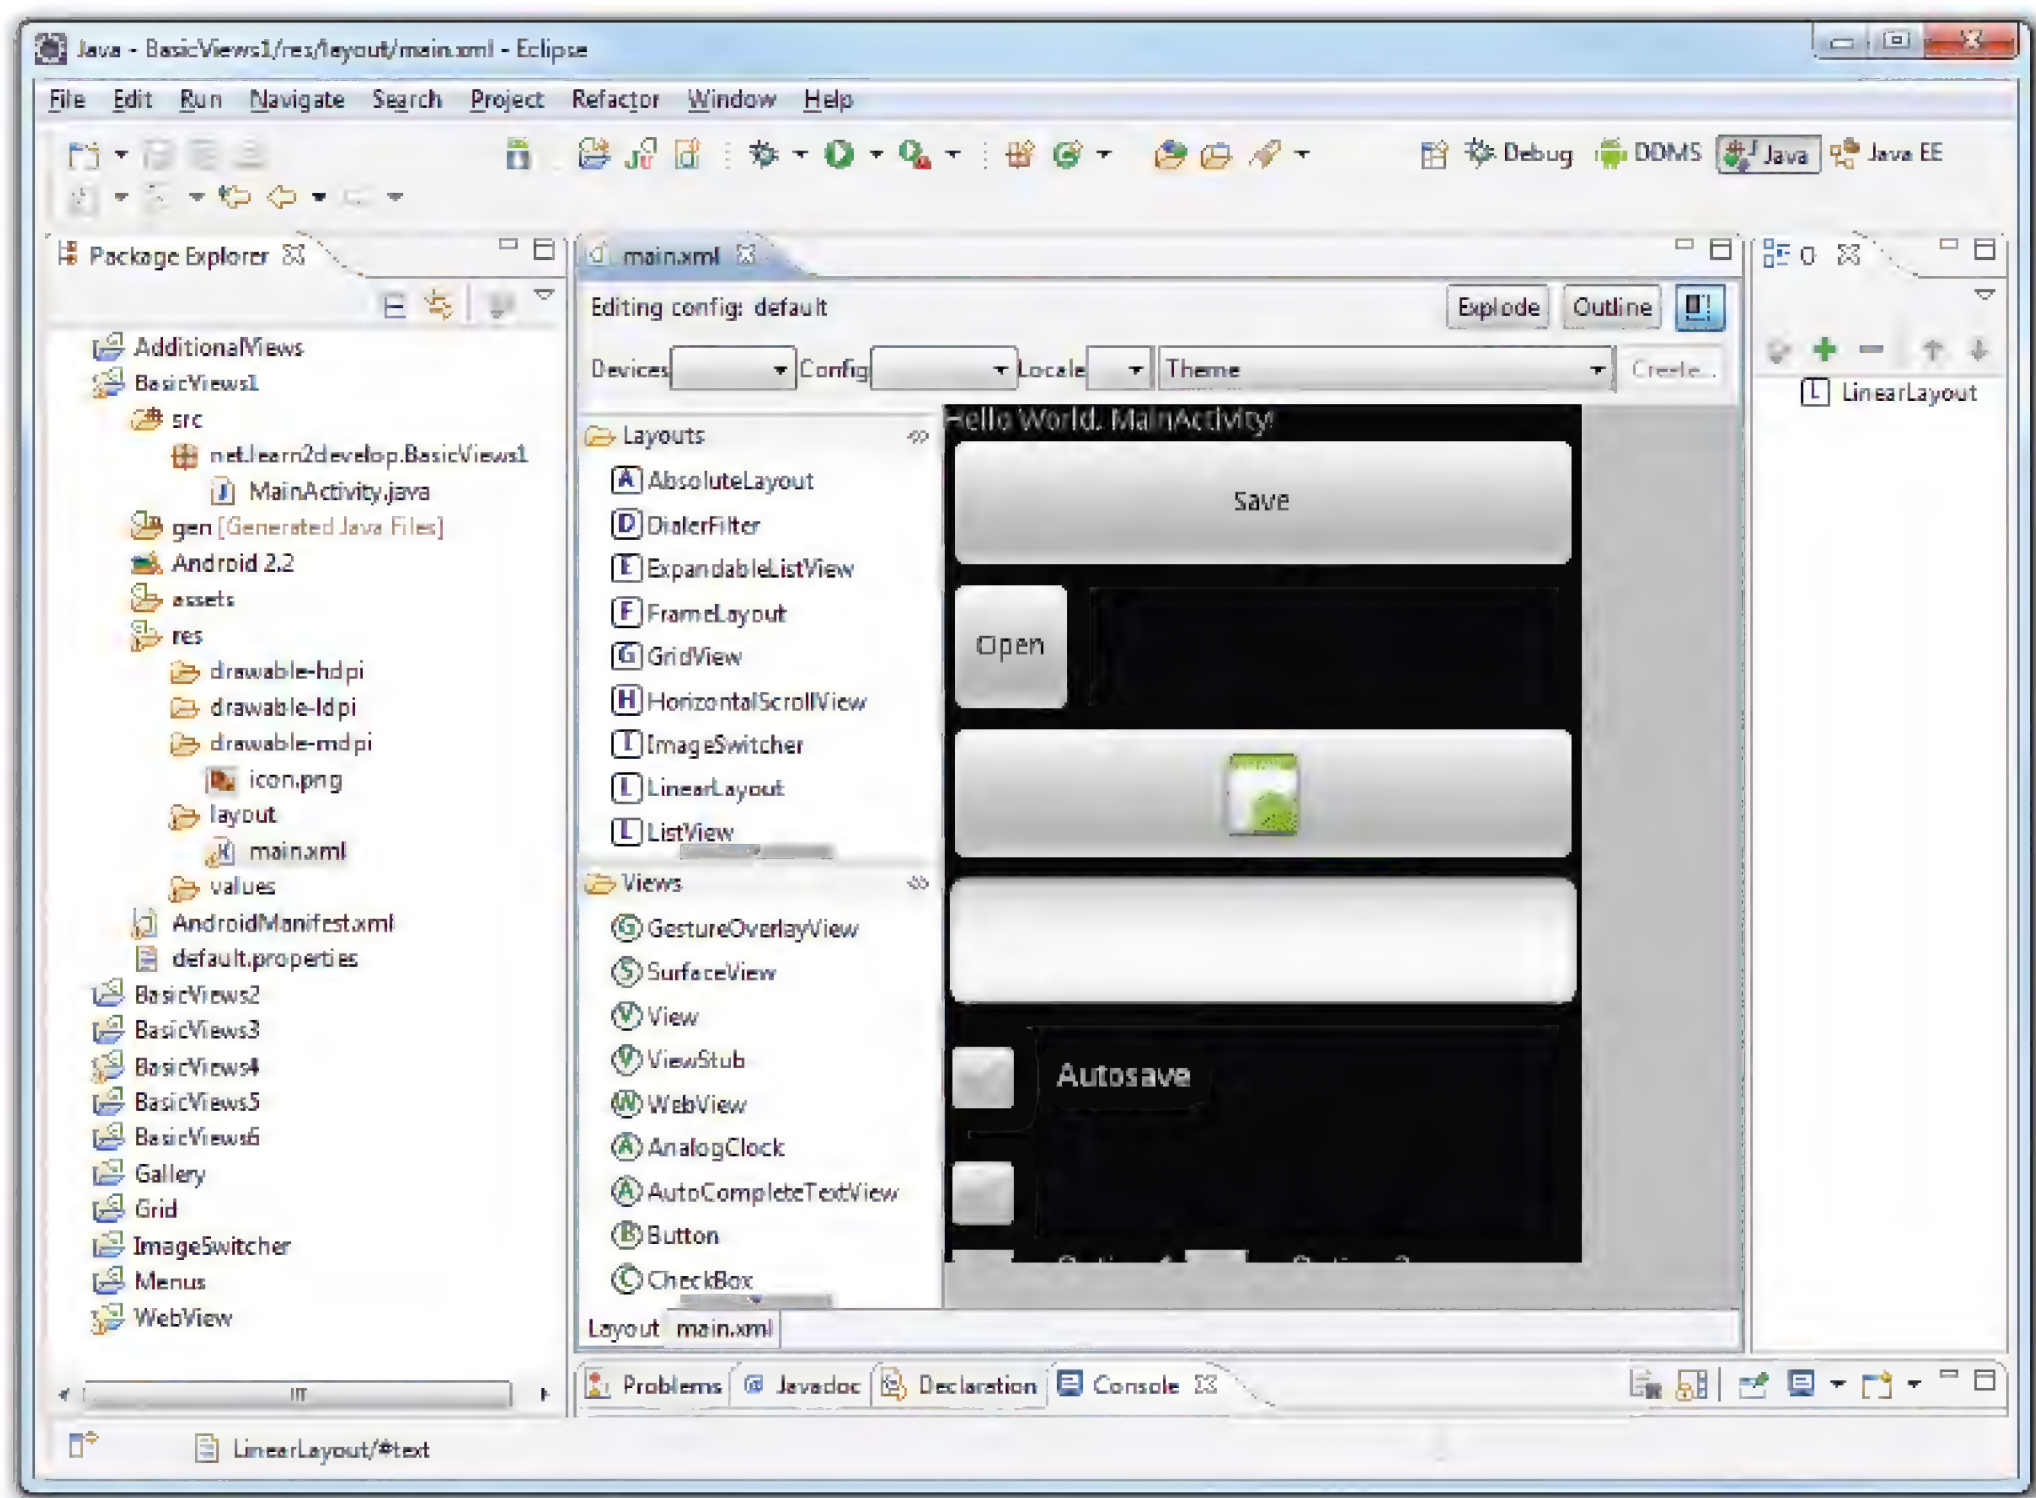 Java - BasicViews1/res/layout/main.xml - Eclipse
File Edit Run Navigate Search Project Refactor Window Help
Debug DDMS Java Java EE
Package Explorer
AdditionalViews
BasicViews1
src
net.learn2develop.BasicViews1
MainActivity.java
gen [Generated Java Files]
Android 2.2
assets
res
drawable-hdpi
drawable-ldpi
drawable-mdpi
icon.png
layout
main.xml
values
AndroidManifest.xml
default.properties
BasicViews2
BasicViews3
BasicViews4
BasicViews5
BasicViews6
Gallery
Grid
ImageSwitcher
Menus
WebView
main.xml
Editing config: default
Explode Outline
Devices Config Locale Theme Create...
Layouts
A AbsoluteLayout
D DialerFilter
E ExpandableListView
F FrameLayout
G GridView
H HorizontalScrollView
I ImageSwitcher
L LinearLayout
L ListView
Views
G GestureOverlayView
S SurfaceView
V View
V ViewStub
W WebView
A AnalogClock
A AutoCompleteTextView
B Button
C CheckBox
Hello World, MainActivity!
Save
Open
Autosave
Layout main.xml
O
L LinearLayout
Problems @ Javadoc Declaration Console
LinearLayout/#text